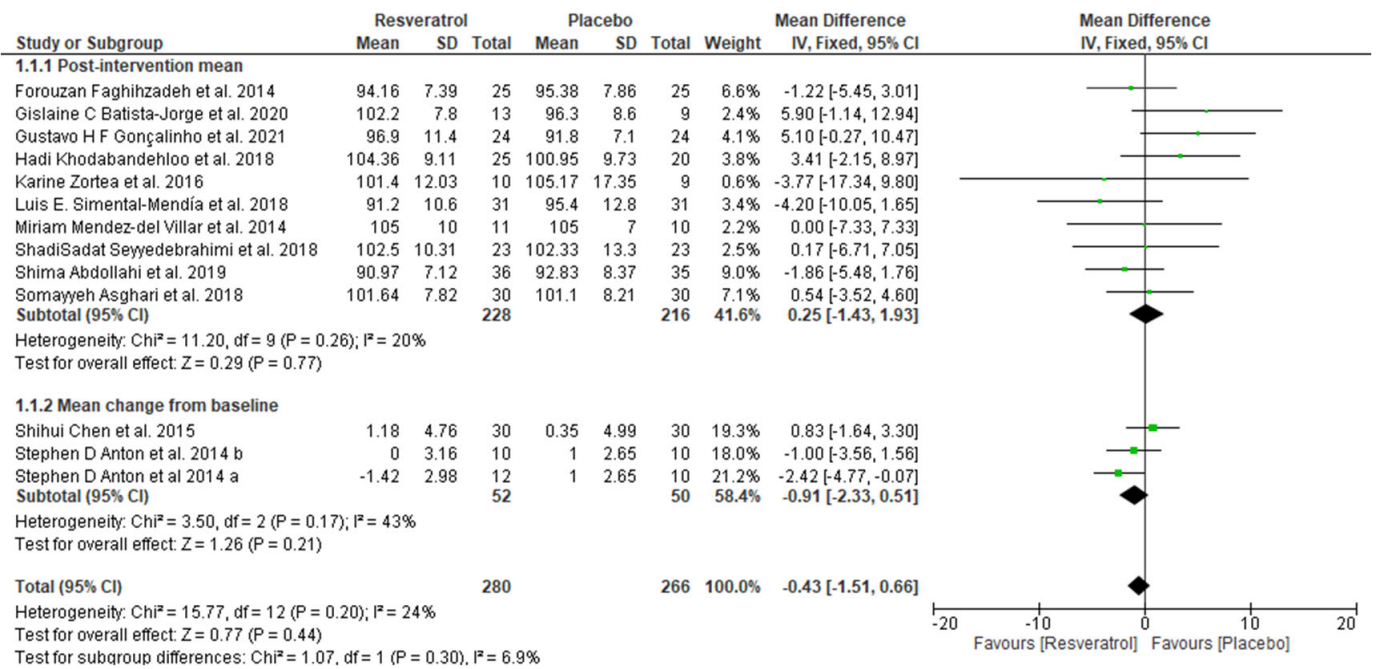 Resveratrol Placebo Mean Difference Mean Difference
Study or Subgroup Mean SD Total Mean SD Total Weight IV, Fixed, 95% CI IV, Fixed, 95% CI
1.1.1 Post-intervention mean
Forouzan Faghihzadeh et al. 2014 94.16 7.39 25 95.38 7.86 25 6.6% -1.22 [-5.45, 3.01]
Gislaine C Batista-Jorge et al. 2020 102.2 7.8 13 96.3 8.6 9 2.4% 5.90 [-1.14, 12.94]
Gustavo H F Gonçalinho et al. 2021 96.9 11.4 24 91.8 7.1 24 4.1% 5.10 [-0.27, 10.47]
Hadi Khodabandehloo et al. 2018 104.36 9.11 25 100.95 9.73 20 3.8% 3.41 [-2.15, 8.97]
Karine Zortea et al. 2016 101.4 12.03 10 105.17 17.35 9 0.6% -3.77 [-17.34, 9.80]
Luis E. Simental-Mendía et al. 2018 91.2 10.6 31 95.4 12.8 31 3.4% -4.20 [-10.05, 1.65]
Miriam Mendez-del Villar et al. 2014 105 10 11 105 7 10 2.2% 0.00 [-7.33, 7.33]
ShadiSadat Seyyedebrahimi et al. 2018 102.5 10.31 23 102.33 13.3 23 2.5% 0.17 [-6.71, 7.05]
Shima Abdollahi et al. 2019 90.97 7.12 36 92.83 8.37 35 9.0% -1.86 [-5.48, 1.76]
Somayyeh Asghari et al. 2018 101.64 7.82 30 101.1 8.21 30 7.1% 0.54 [-3.52, 4.60]
Subtotal (95% CI) 228 216 41.6% 0.25 [-1.43, 1.93]
Heterogeneity: Chi² = 11.20, df = 9 (P = 0.26); I² = 20%
Test for overall effect: Z = 0.29 (P = 0.77)
1.1.2 Mean change from baseline
Shihui Chen et al. 2015 1.18 4.76 30 0.35 4.99 30 19.3% 0.83 [-1.64, 3.30]
Stephen D Anton et al. 2014 b 0 3.16 10 1 2.65 10 18.0% -1.00 [-3.56, 1.56]
Stephen D Anton et al 2014 a -1.42 2.98 12 1 2.65 10 21.2% -2.42 [-4.77, -0.07]
Subtotal (95% CI) 52 50 58.4% -0.91 [-2.33, 0.51]
Heterogeneity: Chi² = 3.50, df = 2 (P = 0.17); I² = 43%
Test for overall effect: Z = 1.26 (P = 0.21)
Total (95% CI) 280 266 100.0% -0.43 [-1.51, 0.66]
Heterogeneity: Chi² = 15.77, df = 12 (P = 0.20); I² = 24%
Test for overall effect: Z = 0.77 (P = 0.44)
Test for subgroup differences: Chi² = 1.07, df = 1 (P = 0.30), I² = 6.9%
-20 -10 0 10 20
Favours [Resveratrol] Favours [Placebo]